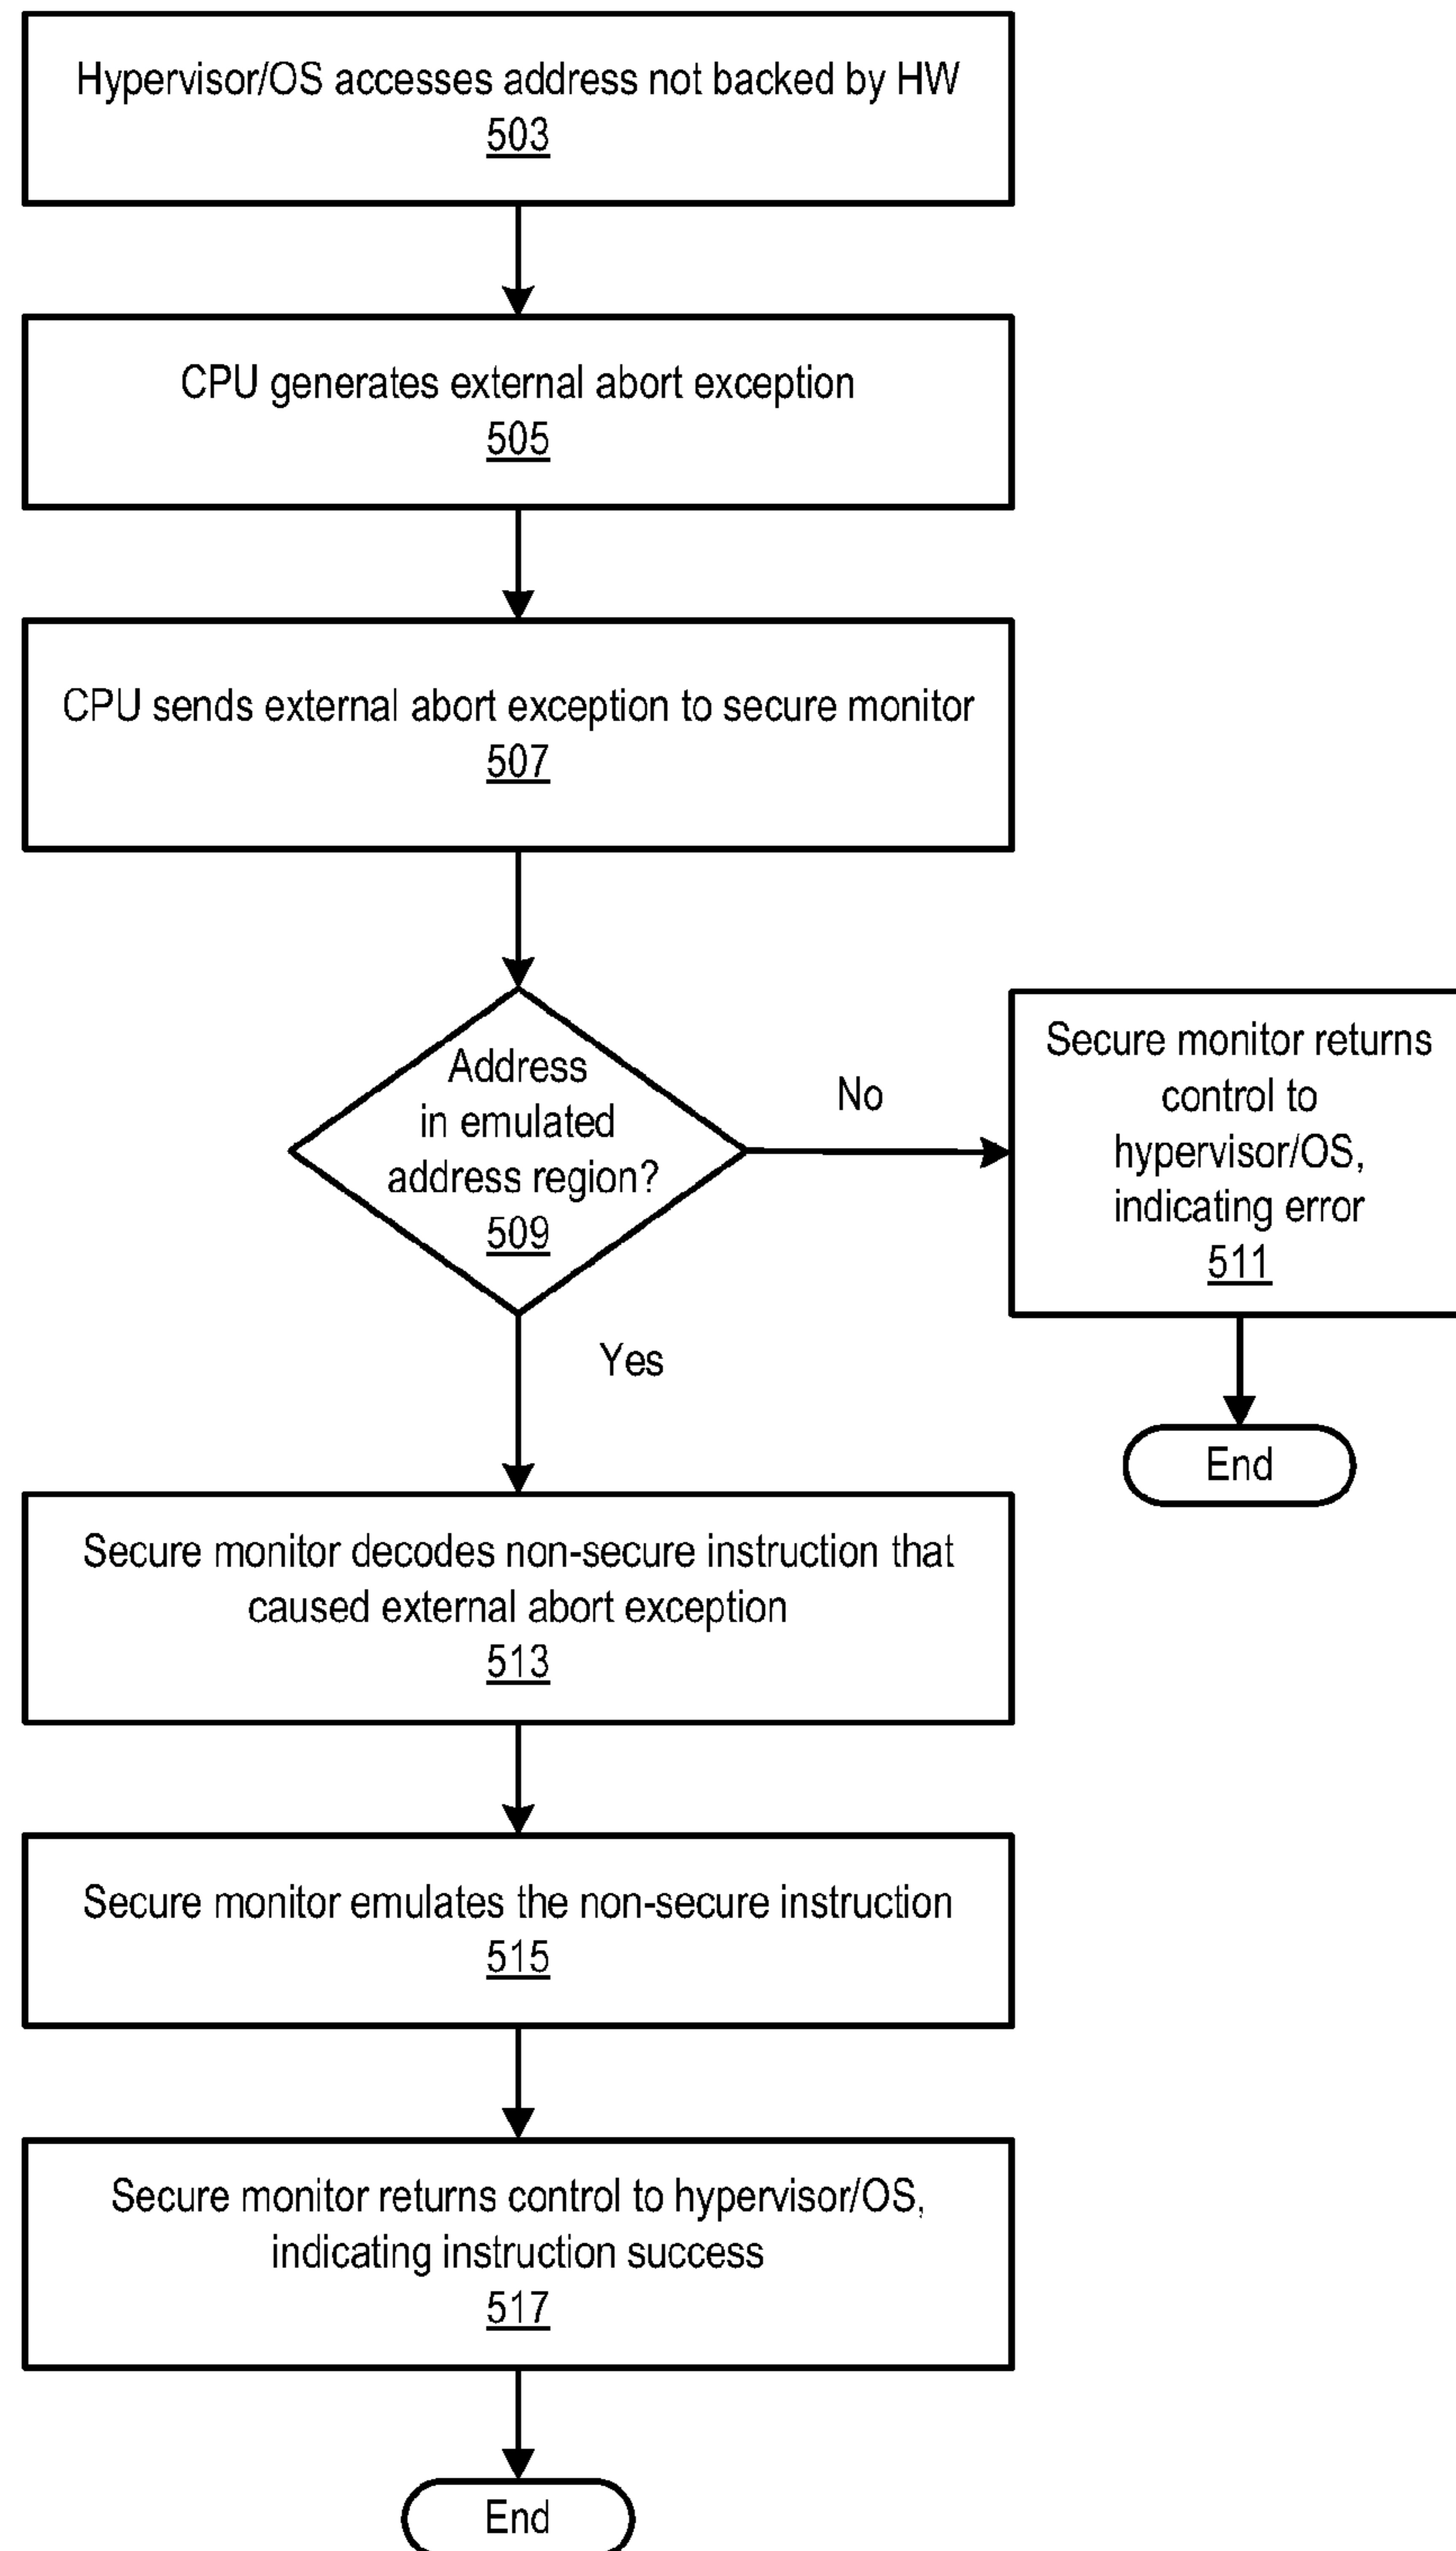 Hypervisor/OS accesses address not backed by HW
503
CPU generates external abort exception
505
CPU sends external abort exception to secure monitor
507
Address
in emulated
address region?
509
No
Secure monitor returns
control to
hypervisor/OS,
indicating error
511
End
Yes
Secure monitor decodes non-secure instruction that
caused external abort exception
513
Secure monitor emulates the non-secure instruction
515
Secure monitor returns control to hypervisor/OS,
indicating instruction success
517
End